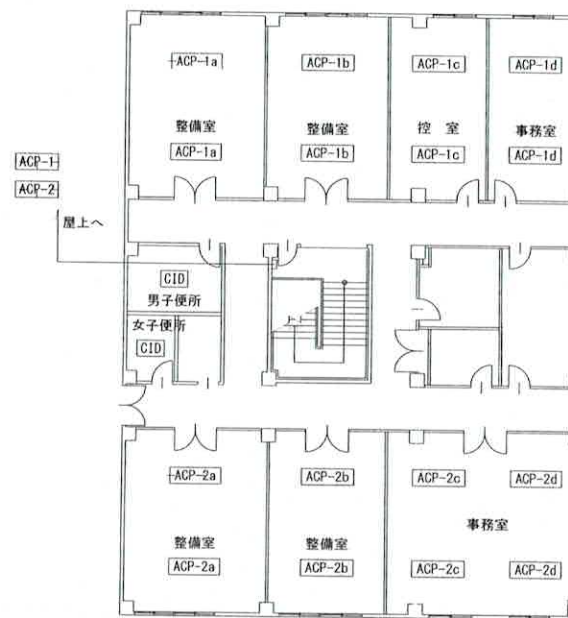 ACP-1a ACP-1b ACP-1c ACP-1d
整備室 整備室 控 室 事務室
ACP-1a ACP-1b ACP-1c ACP-1d
ACP-1
ACP-2
屋上へ
CID
男子便所
女子便所
CID
上
ACP-2a ACP-2b ACP-2c ACP-2d
事務室
整備室 整備室
ACP-2a ACP-2b ACP-2c ACP-2d